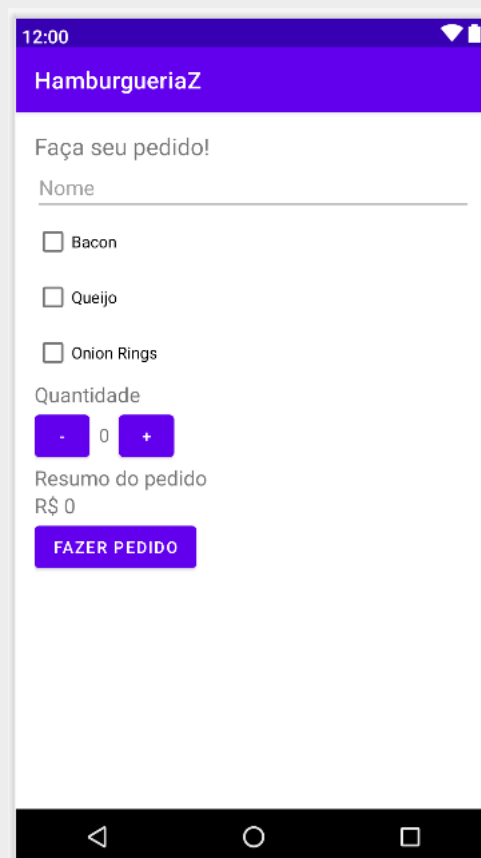 12:00
HamburgueriaZ
Faça seu pedido!
Nome
Bacon
Queijo
Onion Rings
Quantidade
- 0 +
Resumo do pedido
R$ 0
FAZER PEDIDO